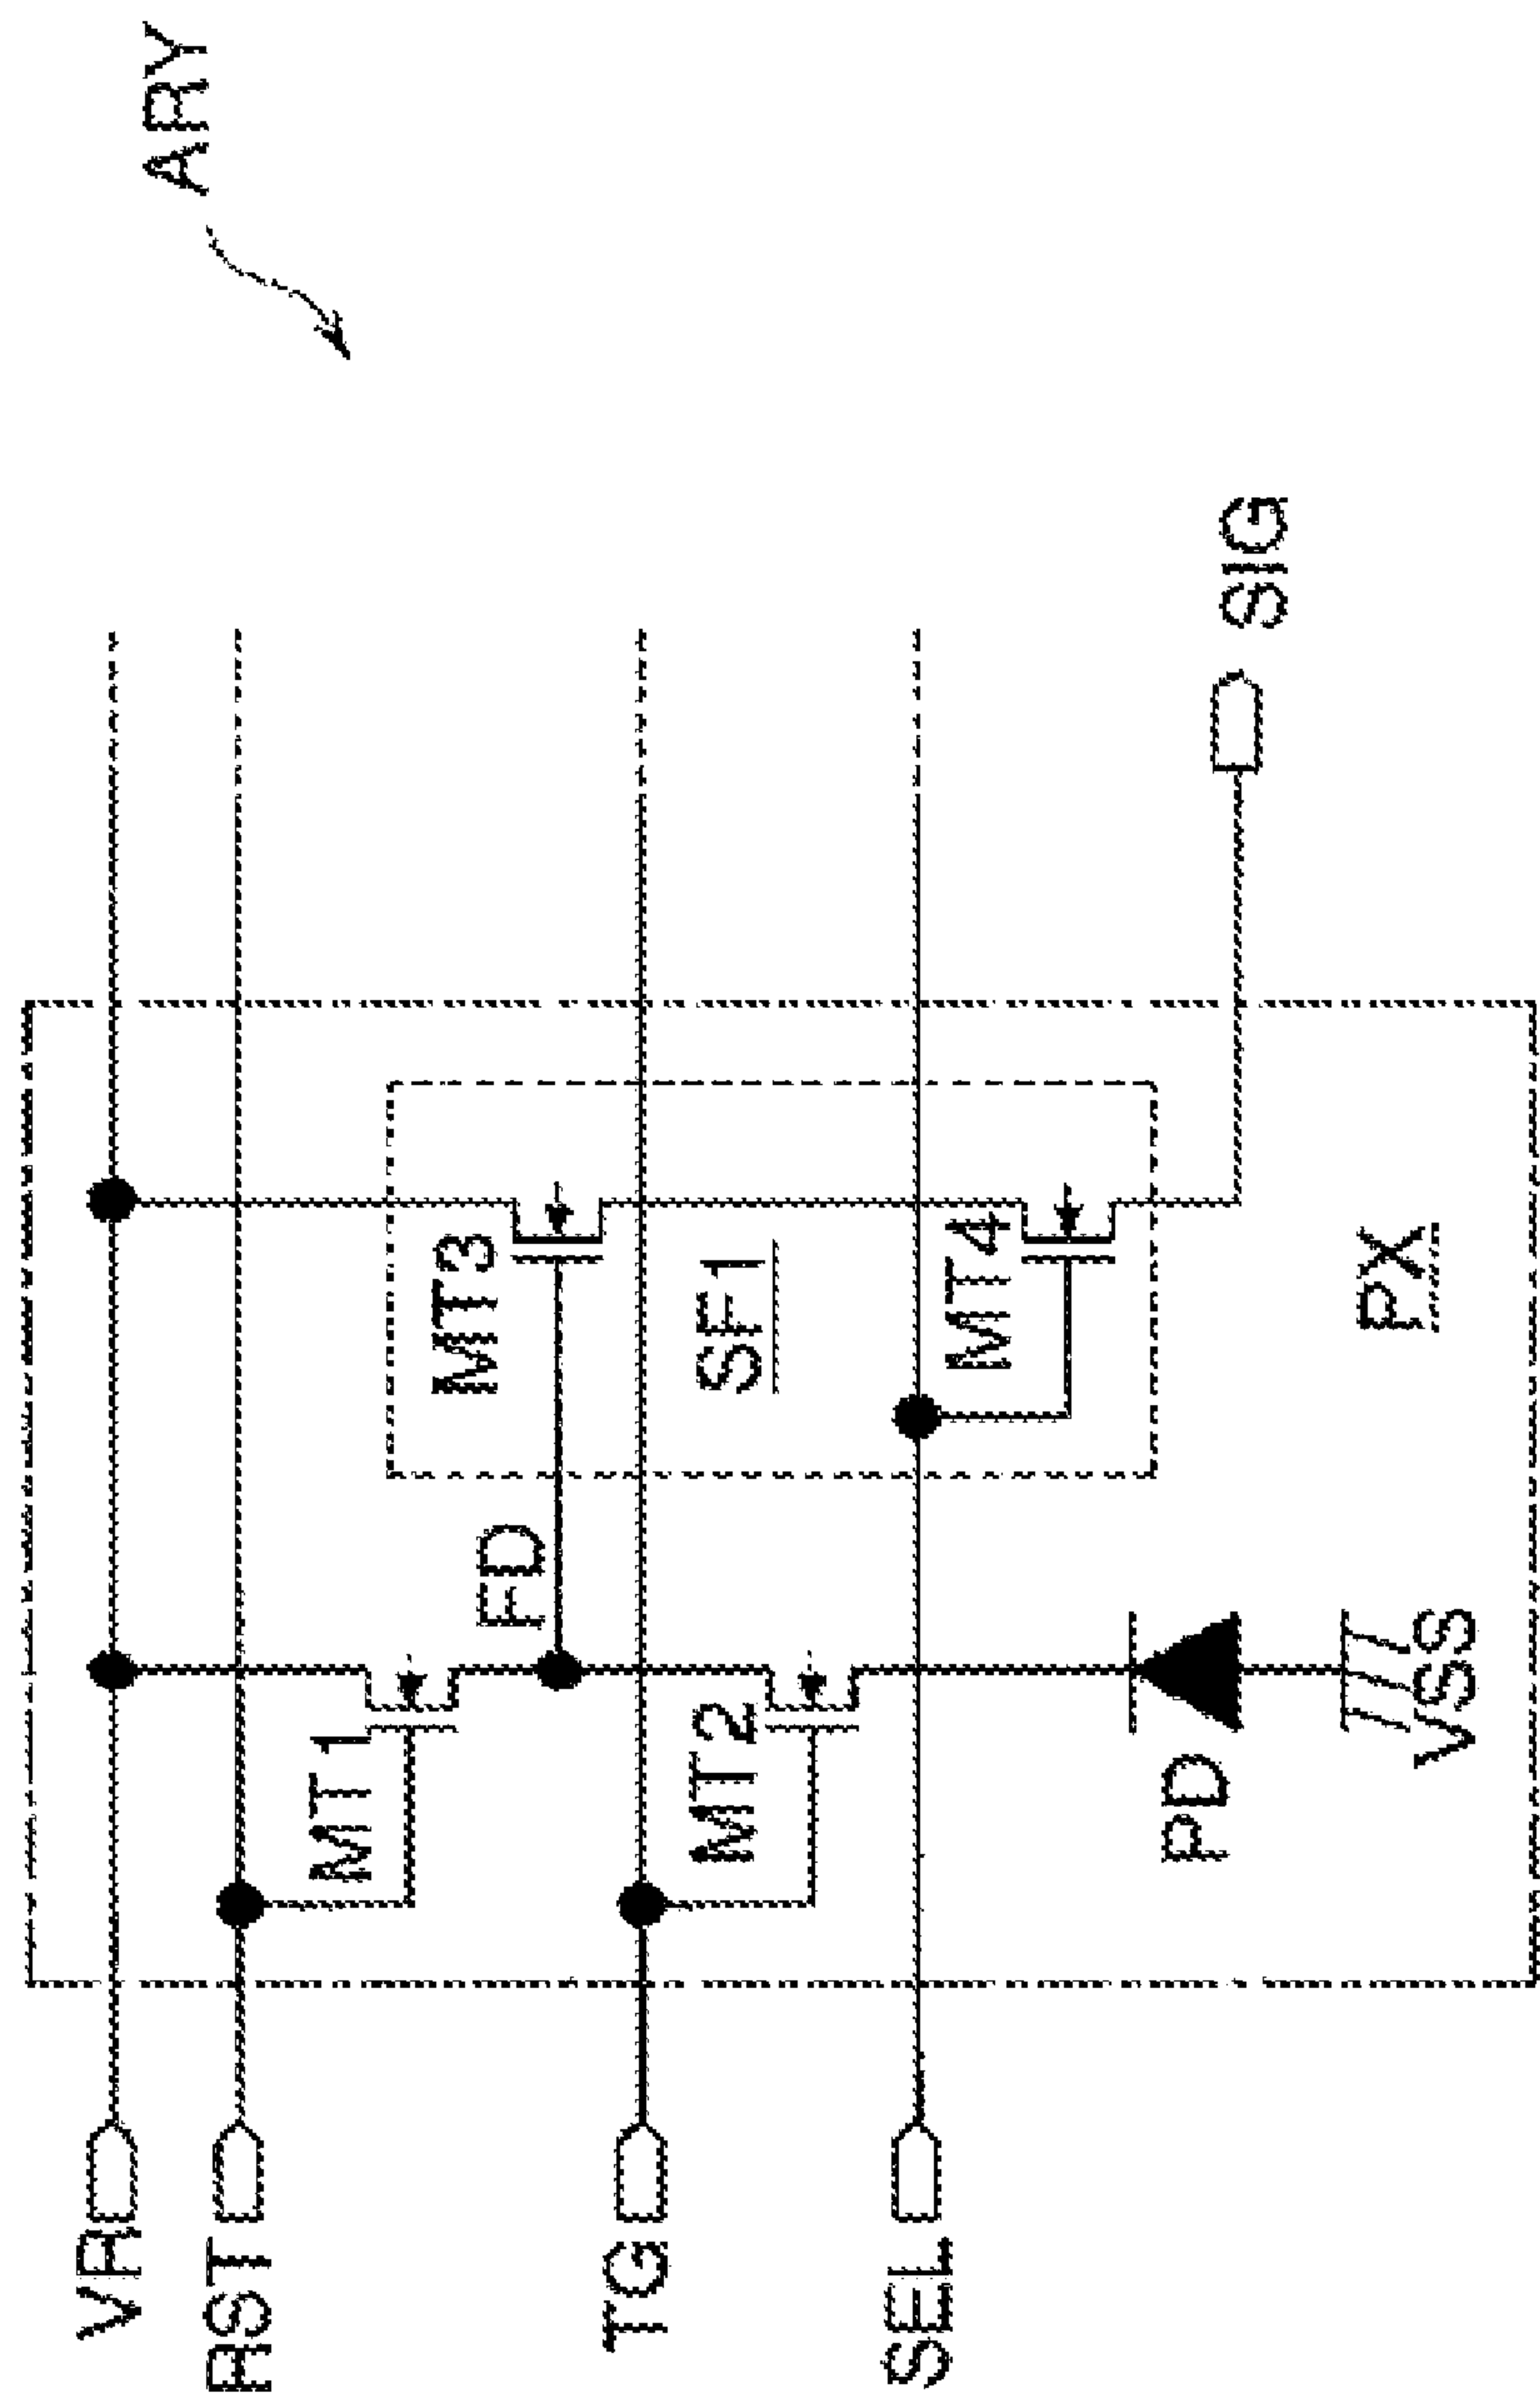 ARY
VR
RST
MT1
FD
MT3
TG
MT2
SF1
SEL
MT4
SIG
PD
PX
VSS